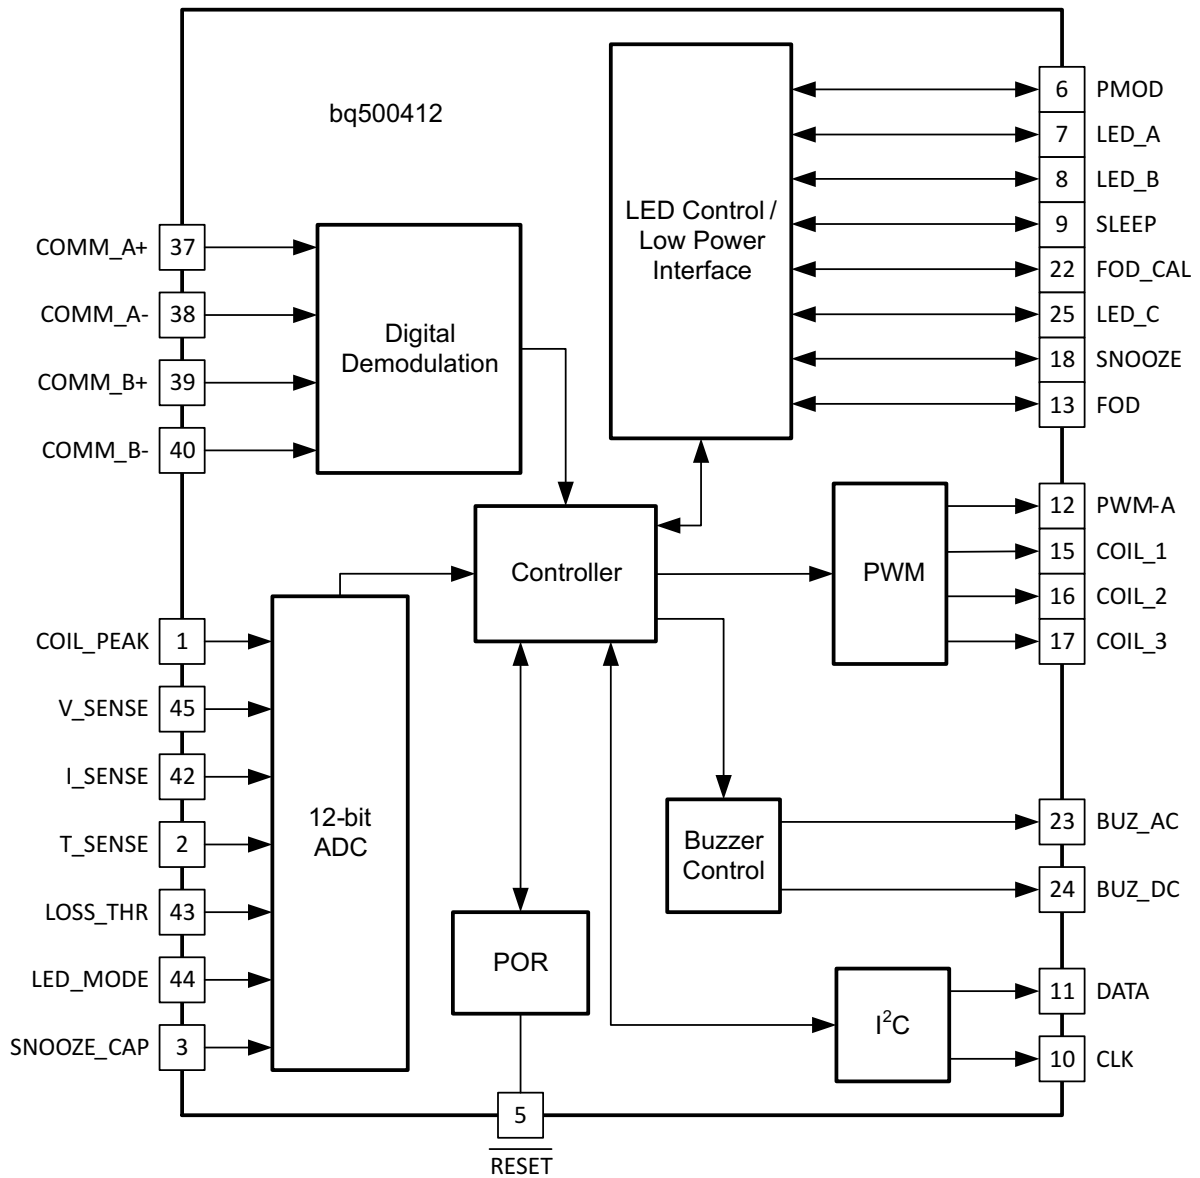 bq500412
COMM_A+ 37
COMM_A- 38
COMM_B+ 39
COMM_B- 40
Digital
Demodulation
LED Control /
Low Power
Interface
6 PMOD
7 LED_A
8 LED_B
9 SLEEP
22 FOD_CAL
25 LED_C
18 SNOOZE
13 FOD
Controller
PWM
12 PWM-A
15 COIL_1
16 COIL_2
17 COIL_3
COIL_PEAK 1
V_SENSE 45
I_SENSE 42
T_SENSE 2
LOSS_THR 43
LED_MODE 44
SNOOZE_CAP 3
12-bit
ADC
Buzzer
Control
23 BUZ_AC
24 BUZ_DC
POR
I²C
11 DATA
10 CLK
5
RESET